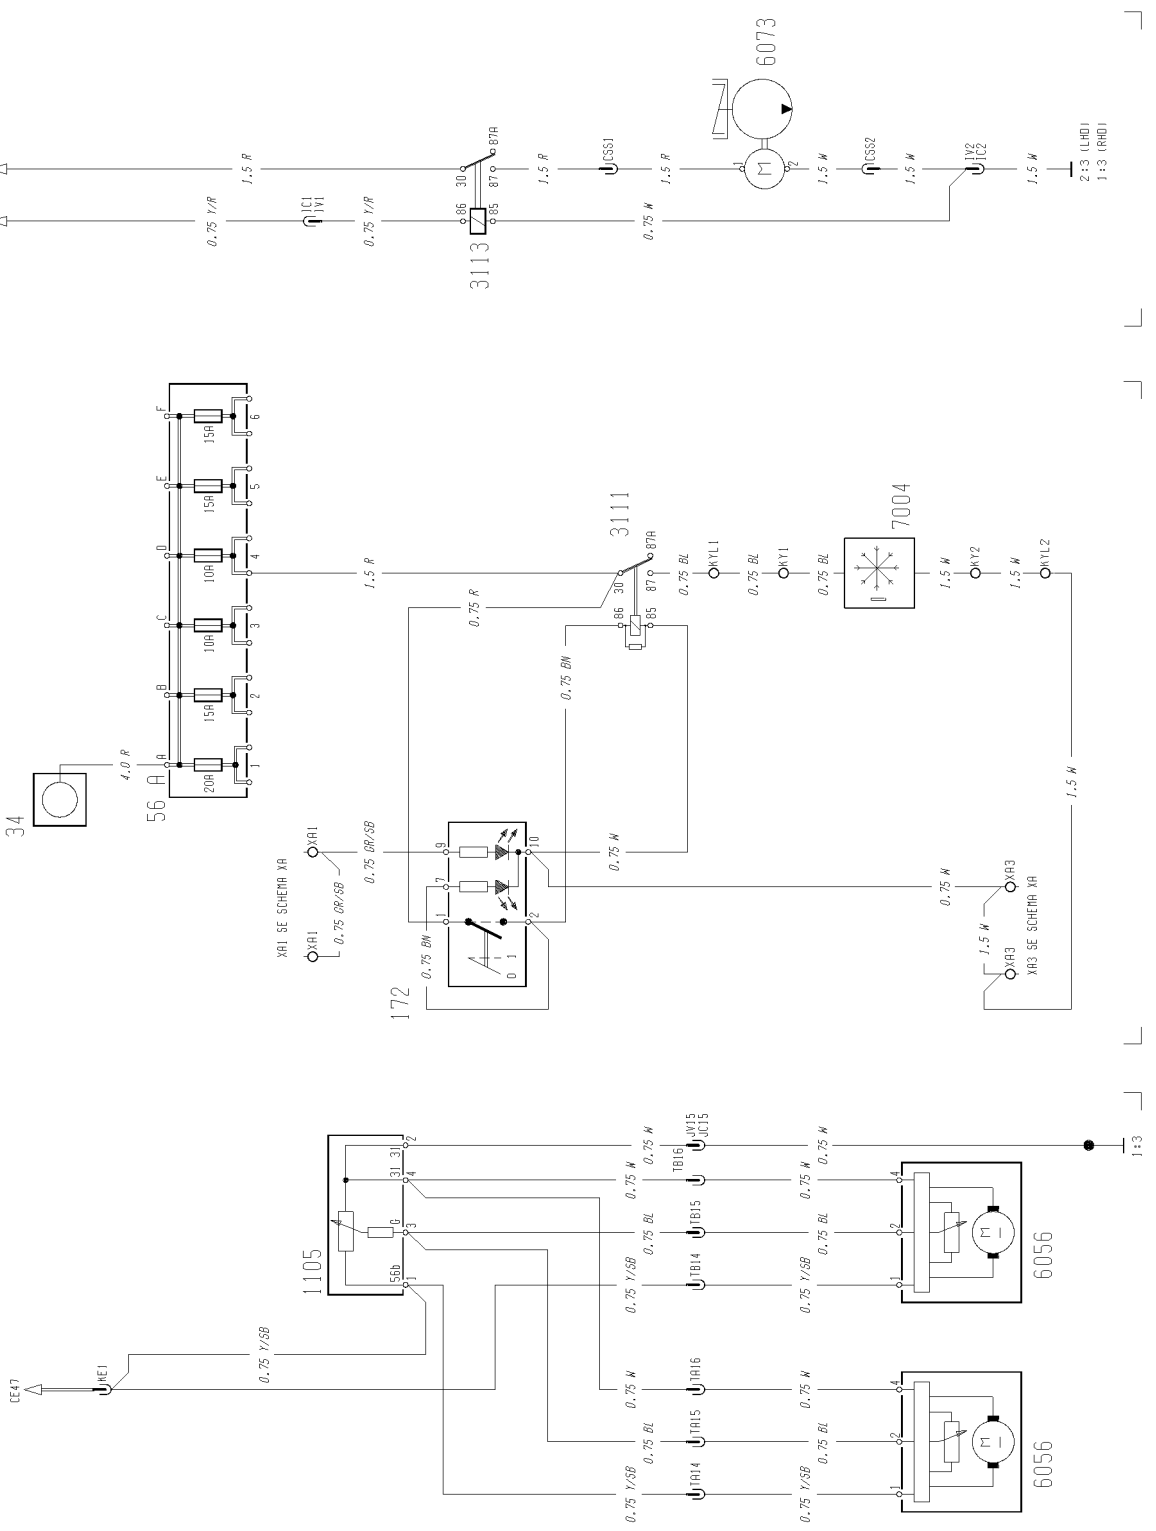 6073
1.5 R
30
87A
87
1.5 R
CSS1
1.5 R
1
M
2
1.5 W
CSS2
1.5 W
IV2
IC2
1.5 W
2:3 (LHD)
1:3 (RHD)
0.75 Y/R
IC1
IV1
0.75 Y/R
86
85
0.75 W
3113
34
4.0 R
56 A
A
B
C
D
E
F
20A
15A
10A
10A
15A
15A
1
2
3
4
5
6
1.5 R
3111
30
87A
87
86
85
0.75 R
0.75 BN
0.75 BL
KYL1
0.75 BL
KY1
0.75 BL
7004
1.5 W
KY2
1.5 W
KYL2
1.5 W
XA1 SE SCHEMA XA
XA1
XA1
0.75 GR/SB
0.75 GR/SB
172
0.75 BN
1
7
9
2
10
0 1
0.75 W
0.75 W
1.5 W
XA3
XA3
XA3 SE SCHEMA XA
CE47
KE1
0.75 Y/SB
1105
56b
G
31
31
1
3
4
2
0.75 W
JV15
JC15
0.75 W
1:3
0.75 W
TB16
0.75 W
0.75 BL
TB15
0.75 BL
0.75 Y/SB
TB14
0.75 Y/SB
4
2
1
M
6056
0.75 W
TA16
0.75 W
0.75 BL
TA15
0.75 BL
0.75 Y/SB
TA14
0.75 Y/SB
4
2
1
M
6056